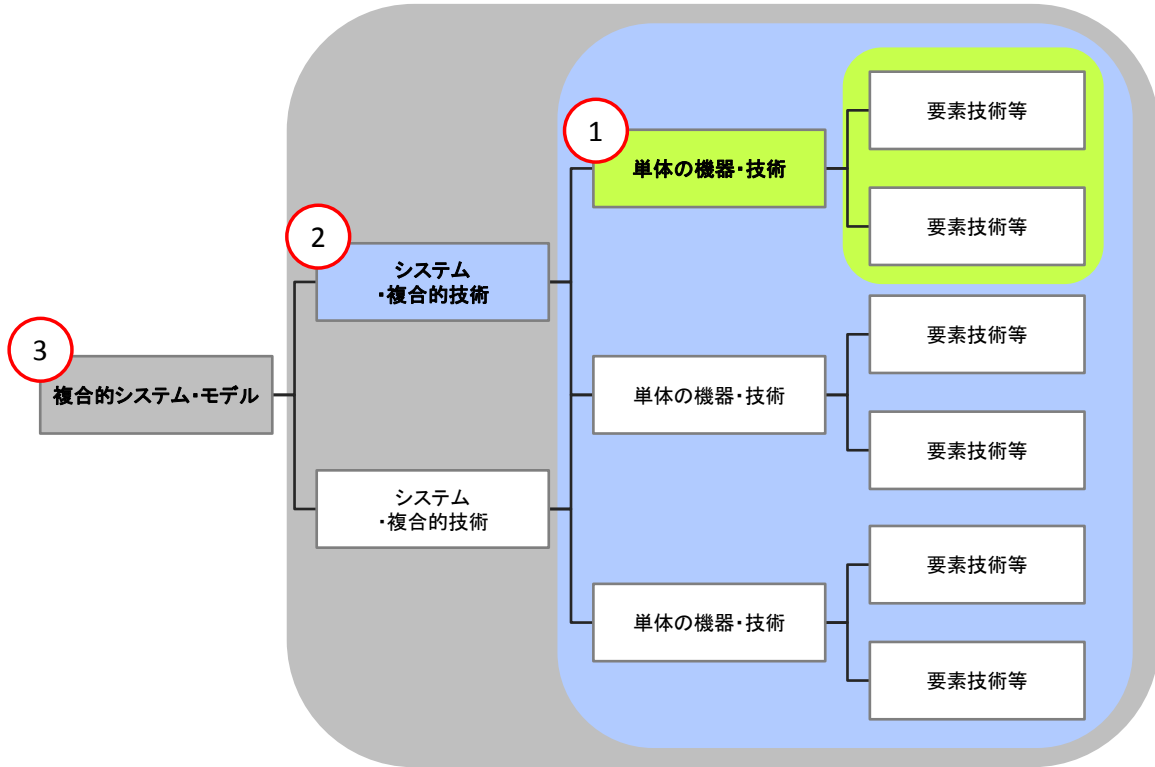 3
複合的システム・モデル
2
システム
・複合的技術
システム
・複合的技術
1
単体の機器・技術
単体の機器・技術
単体の機器・技術
要素技術等
要素技術等
要素技術等
要素技術等
要素技術等
要素技術等